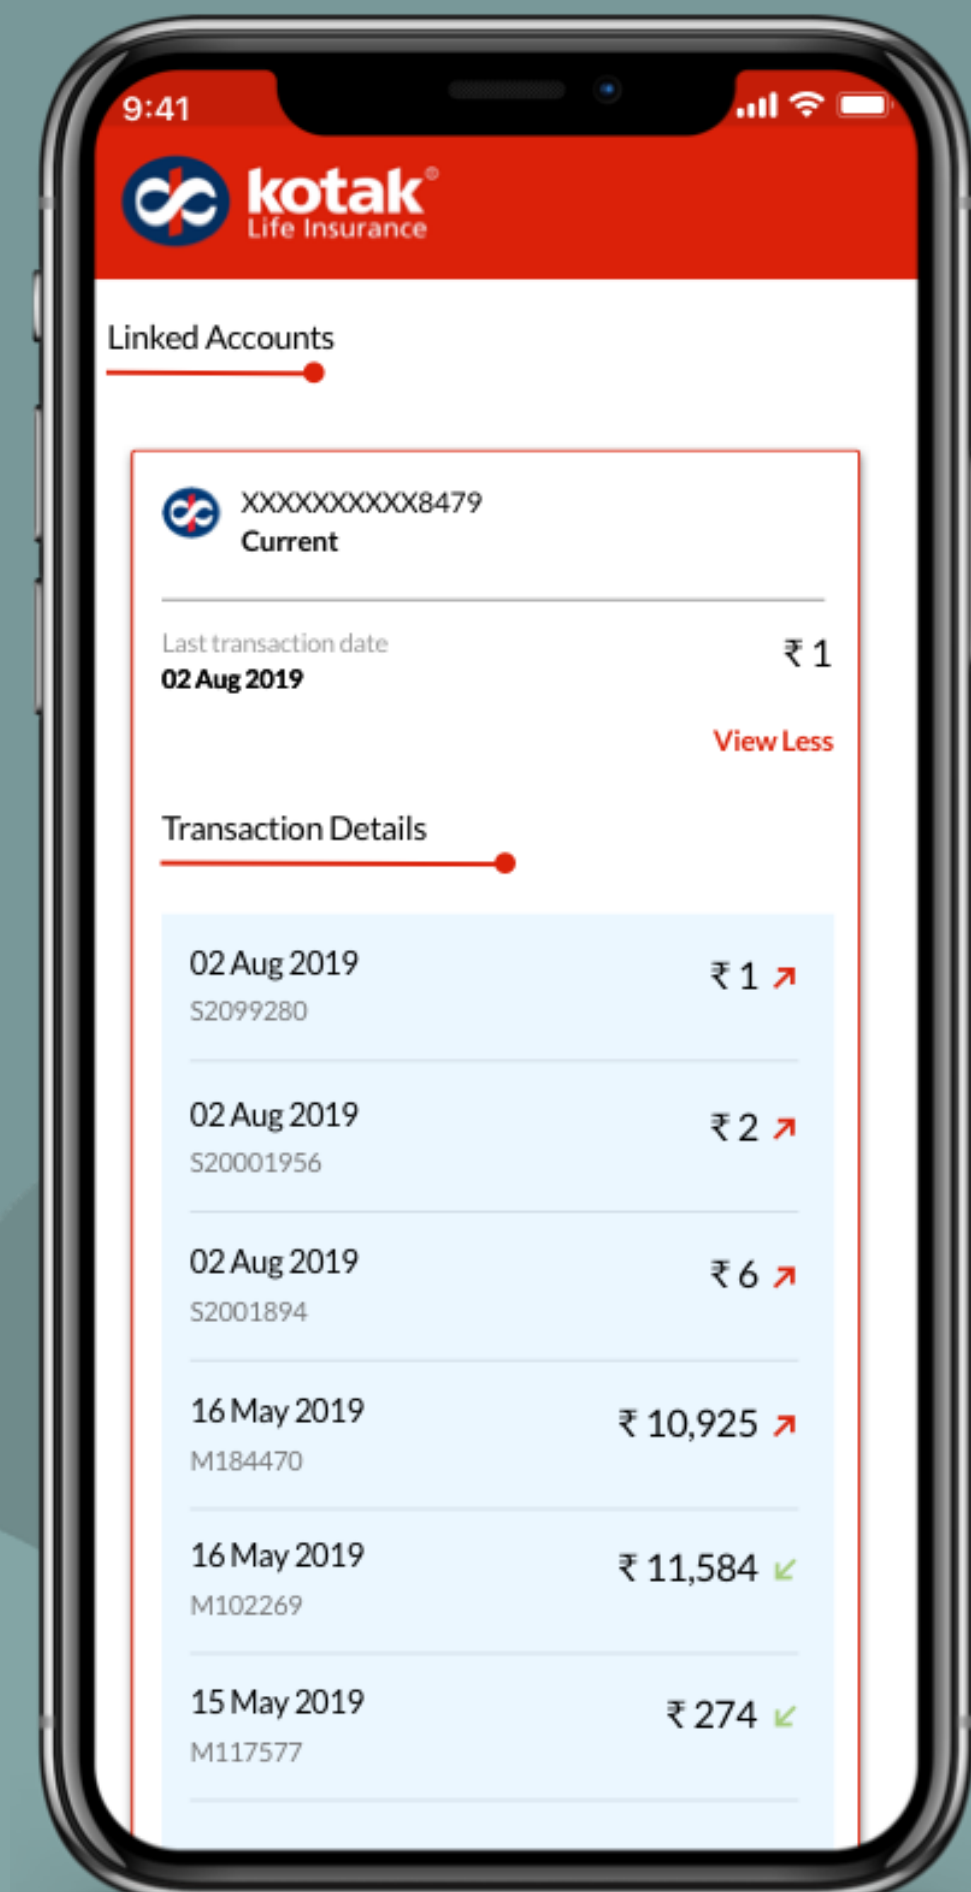 9:41
kotak®
Life Insurance
Linked Accounts
XXXXXXXXXX8479
Current
Last transaction date
₹ 1
02 Aug 2019
View Less
Transaction Details
02 Aug 2019
₹ 1
S2099280
02 Aug 2019
₹ 2
S20001956
02 Aug 2019
₹ 6
S2001894
16 May 2019
₹ 10,925
M184470
16 May 2019
₹ 11,584
M102269
15 May 2019
₹ 274
M117577